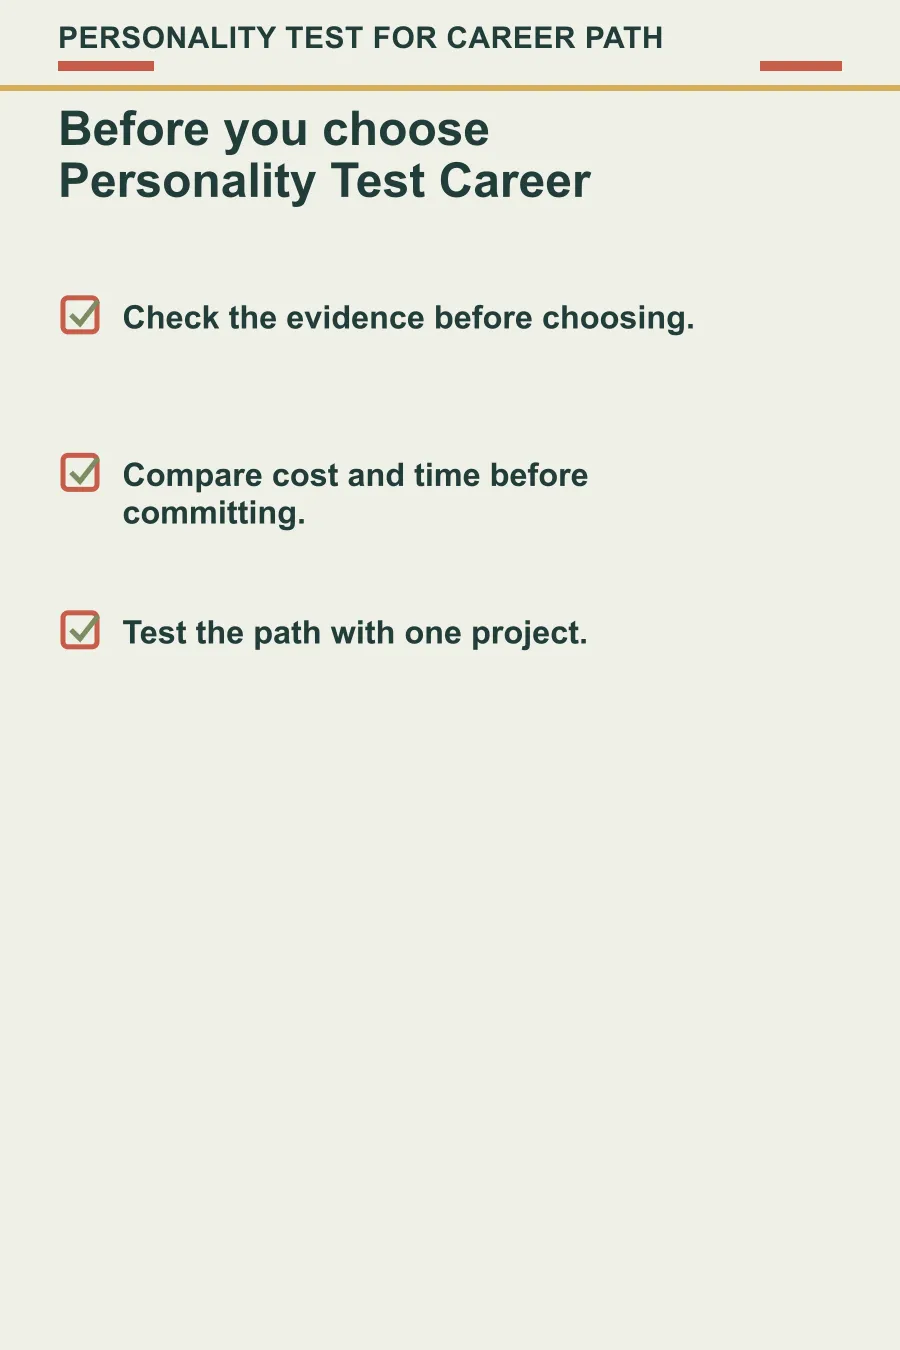 PERSONALITY TEST FOR CAREER PATH
Before you choose
Personality Test Career
Check the evidence before choosing.
Compare cost and time before
committing.
Test the path with one project.